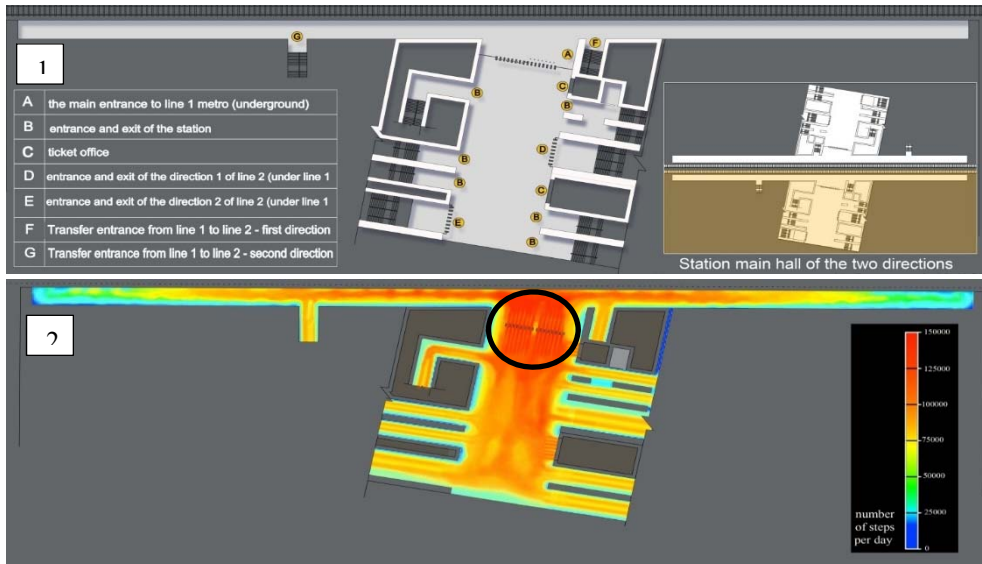 1
G
F
A
C
B
B
B
D
B
B
C
E
B
B
A the main entrance to line 1 metro (underground)
B entrance and exit of the station
C ticket office
D entrance and exit of the direction 1 of line 2 (under line 1
E entrance and exit of the direction 2 of line 2 (under line 1
F Transfer entrance from line 1 to line 2 - first direction
G Transfer entrance from line 1 to line 2 - second direction
Station main hall of the two directions
2
150000
125000
100000
75000
50000
25000
0
number
of steps
per day